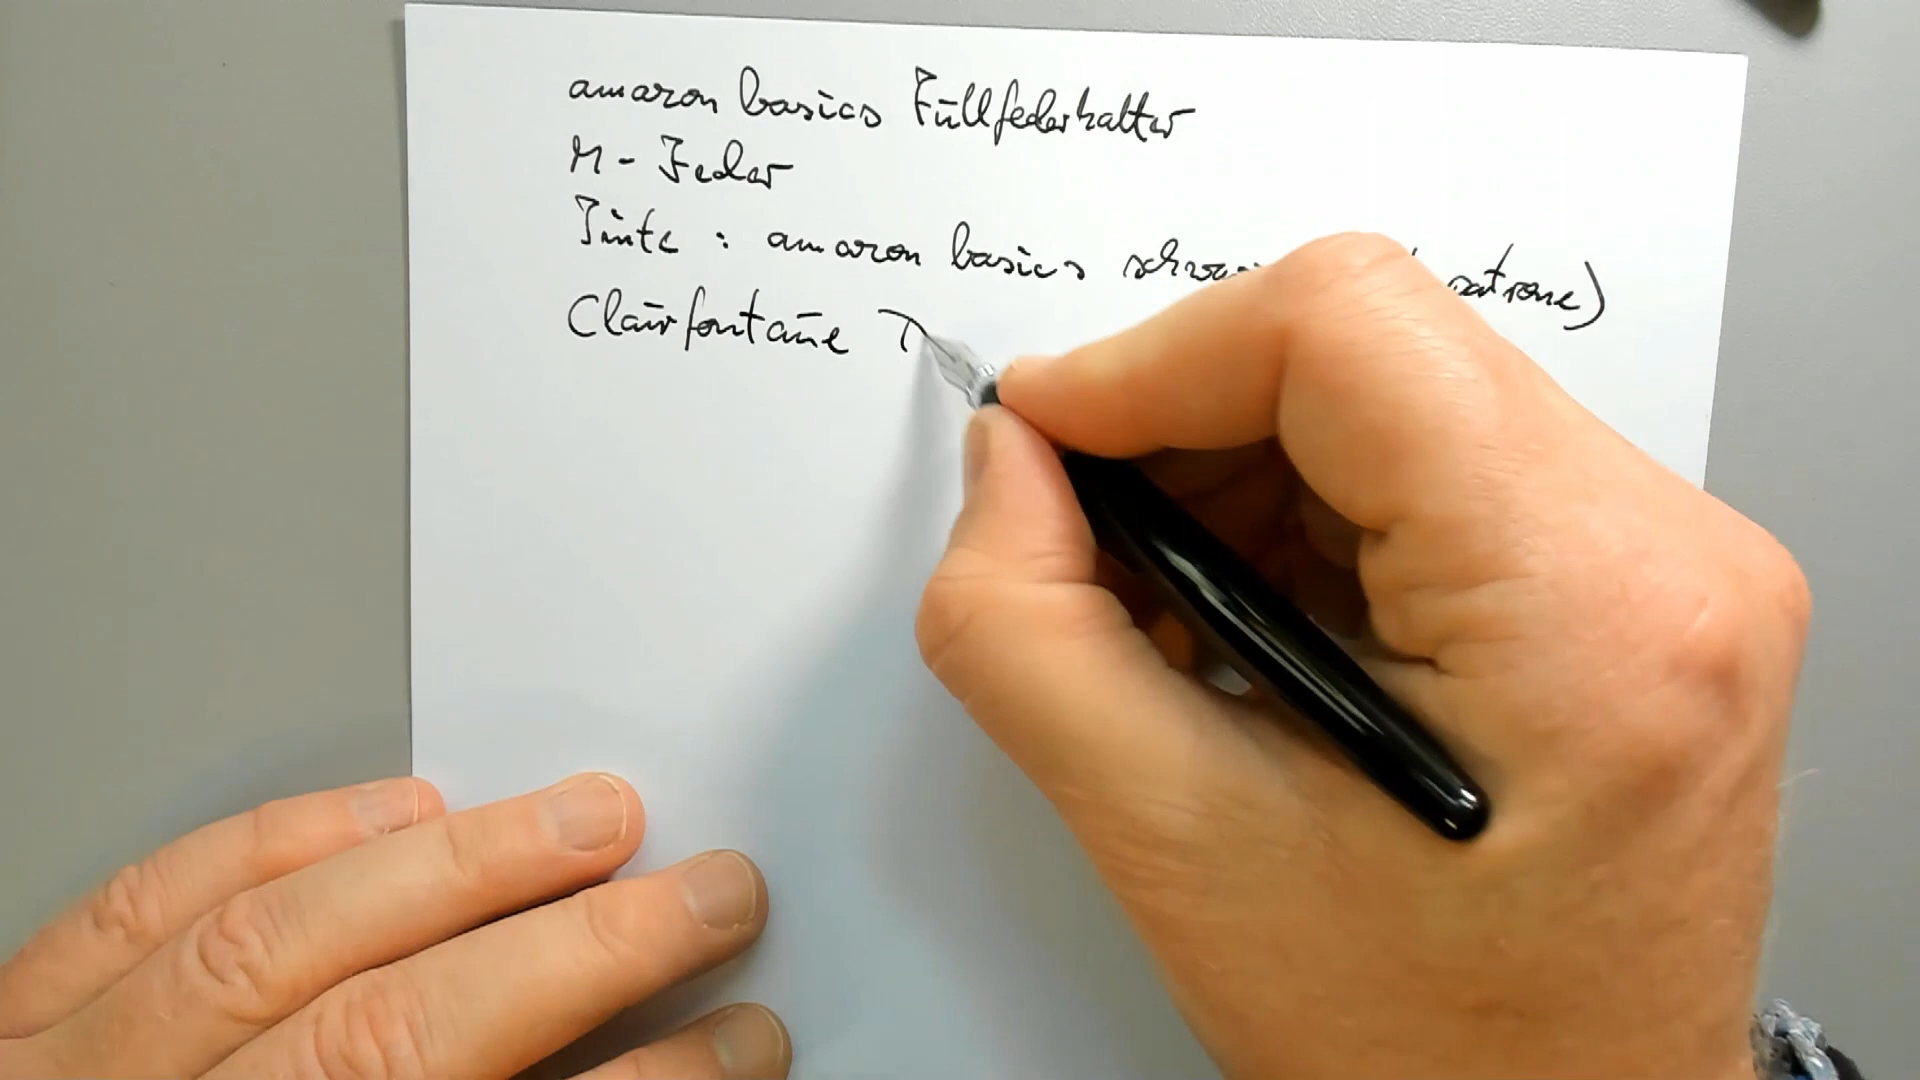 amazon basics Füllfederhalter
M - Feder
Tinte : amazon basics
Clairfontaine